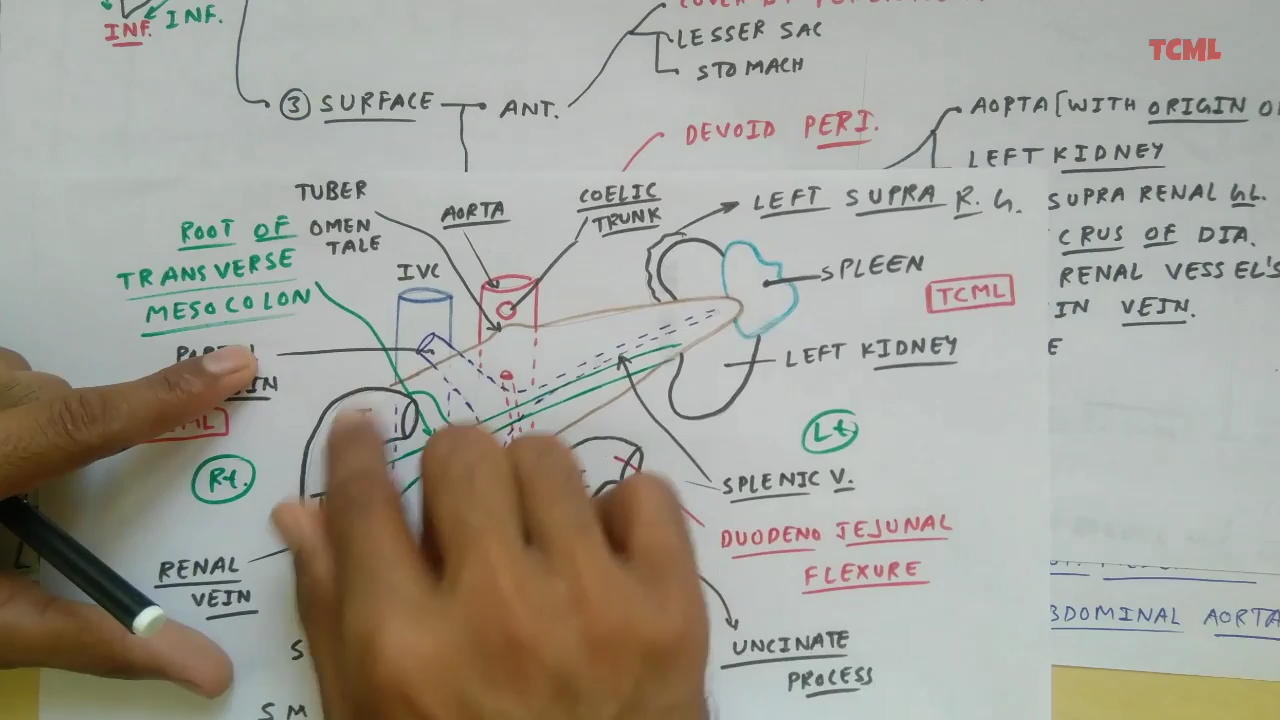 INF.
INF.
LESSER SAC
STOMACH
TCML
③ SURFACE
ANT.
DEVOID PERI.
AOPTA [WITH ORIGIN
LEFT KIDNEY
SUPRA RENAL GL.
CRUS OF DIA.
RENAL VESSEL'S
IN VEIN.
E
TUBER
OMEN
TALE
AORTA
COELIC
TRUNK
LEFT SUPRA R. G.
ROOT OF
TRANSVERSE
MESOCOLON
IVC
SPLEEN
TCML
LEFT KIDNEY
Lt
Rt.
SPLENIC V.
DUODENO JEJUNAL
FLEXURE
RENAL
VEIN
UNCINATE
PROCESS
S
SM
BDOMINAL AORTA